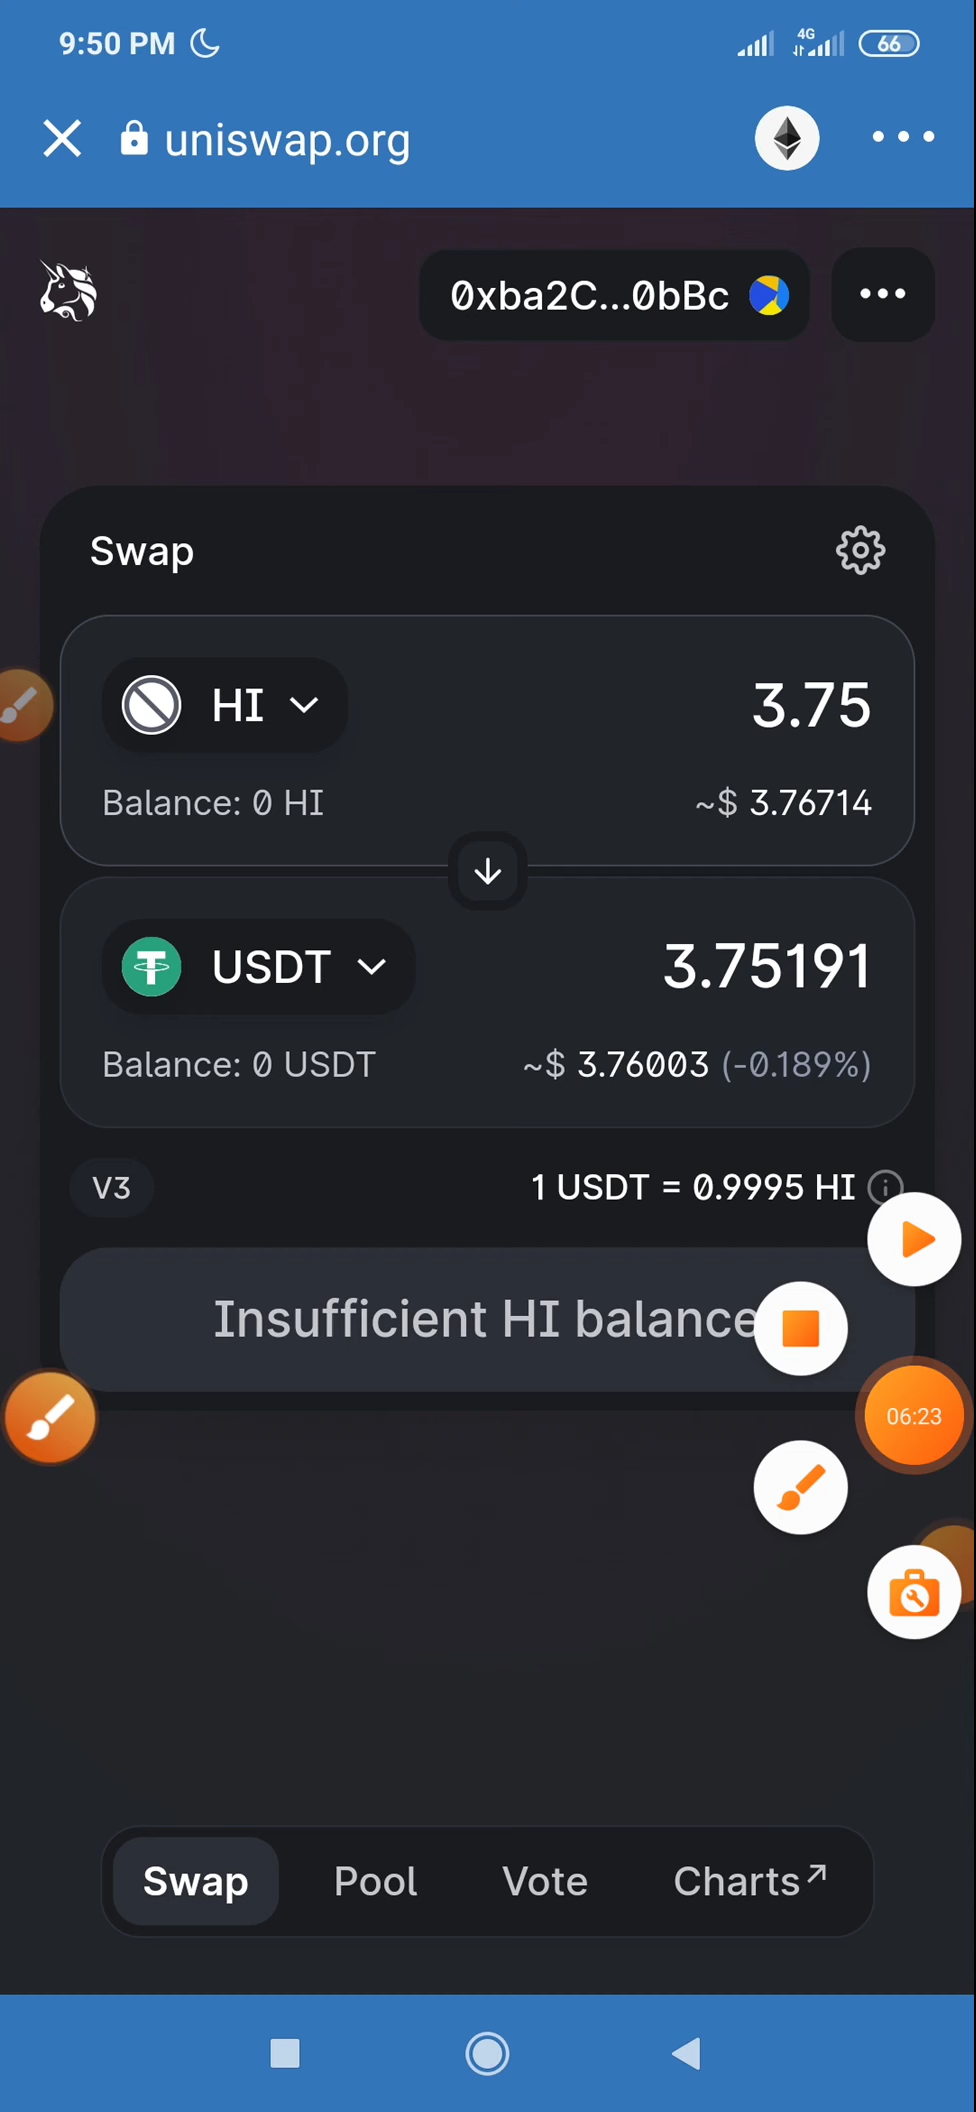 9:50 PM
4G
66
uniswap.org
0xba2C...0bBc
Swap
HI
3.75
Balance: 0 HI
~$ 3.76714
USDT
3.75191
Balance: 0 USDT
~$ 3.76003 (-0.189%)
V3
1 USDT = 0.9995 HI
Insufficient HI balance
06:23
Swap
Pool
Vote
Charts↗